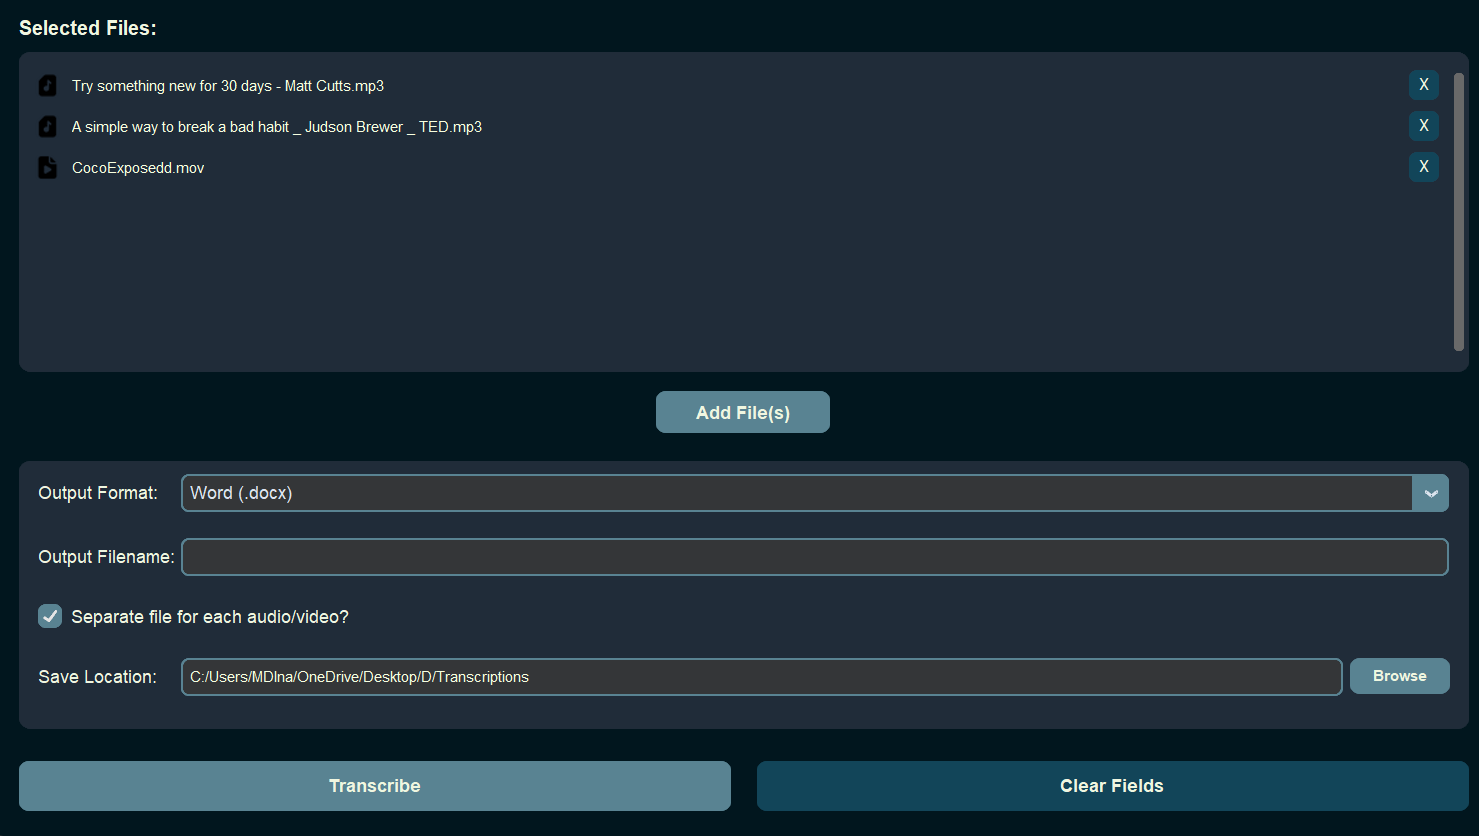 Selected Files:
Try something new for 30 days - Matt Cutts.mp3 X
A simple way to break a bad habit _ Judson Brewer _ TED.mp3 X
CocoExposedd.mov X
Add File(s)
Output Format: Word (.docx)
Output Filename:
Separate file for each audio/video?
Save Location: C:/Users/MDlna/OneDrive/Desktop/D/Transcriptions Browse
Transcribe Clear Fields